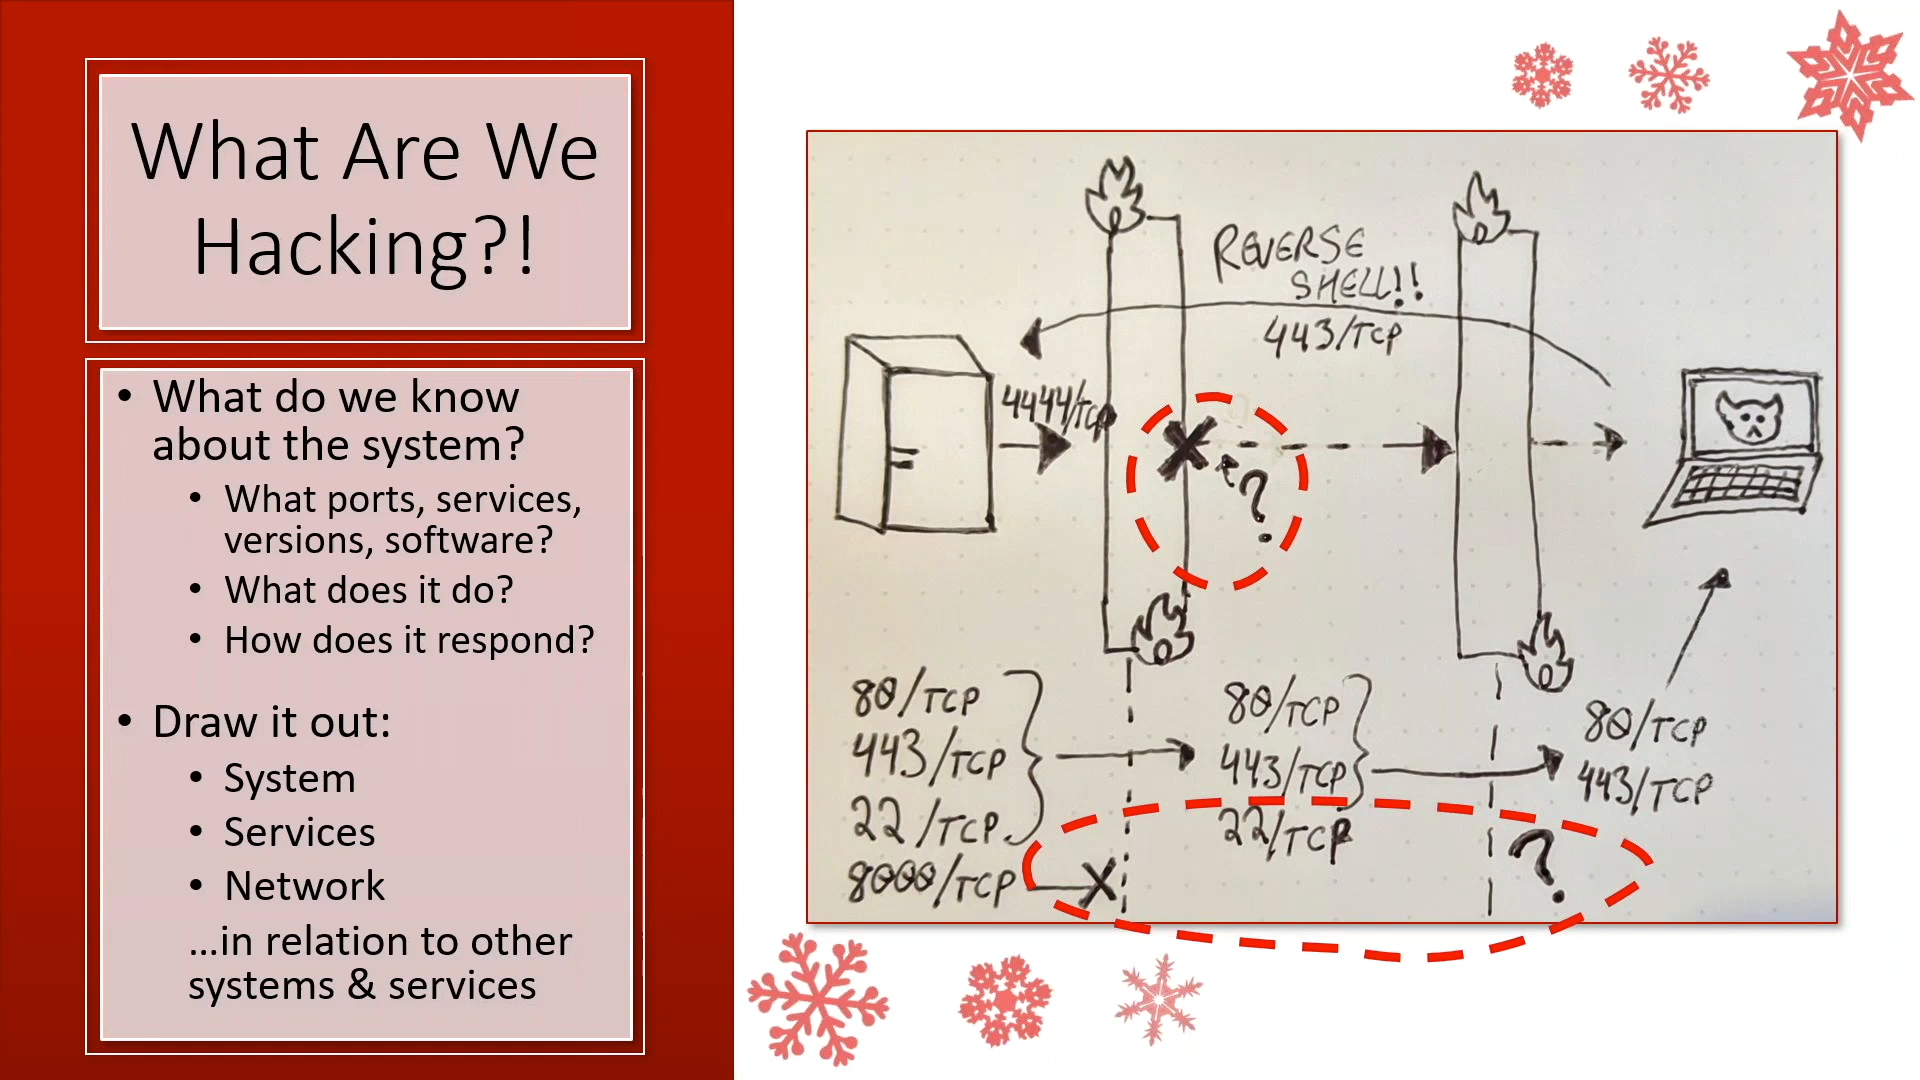 What Are We
Hacking?!
• What do we know
about the system?
• What ports, services,
versions, software?
• What does it do?
• How does it respond?
• Draw it out:
• System
• Services
• Network
…in relation to other
systems & services
REVERSE
SHELL!!
443/TCP
4444/TCP
?
80/TCP
443/TCP
22/TCP
8000/TCP
80/TCP
443/TCP
22/TCP
?
80/TCP
443/TCP